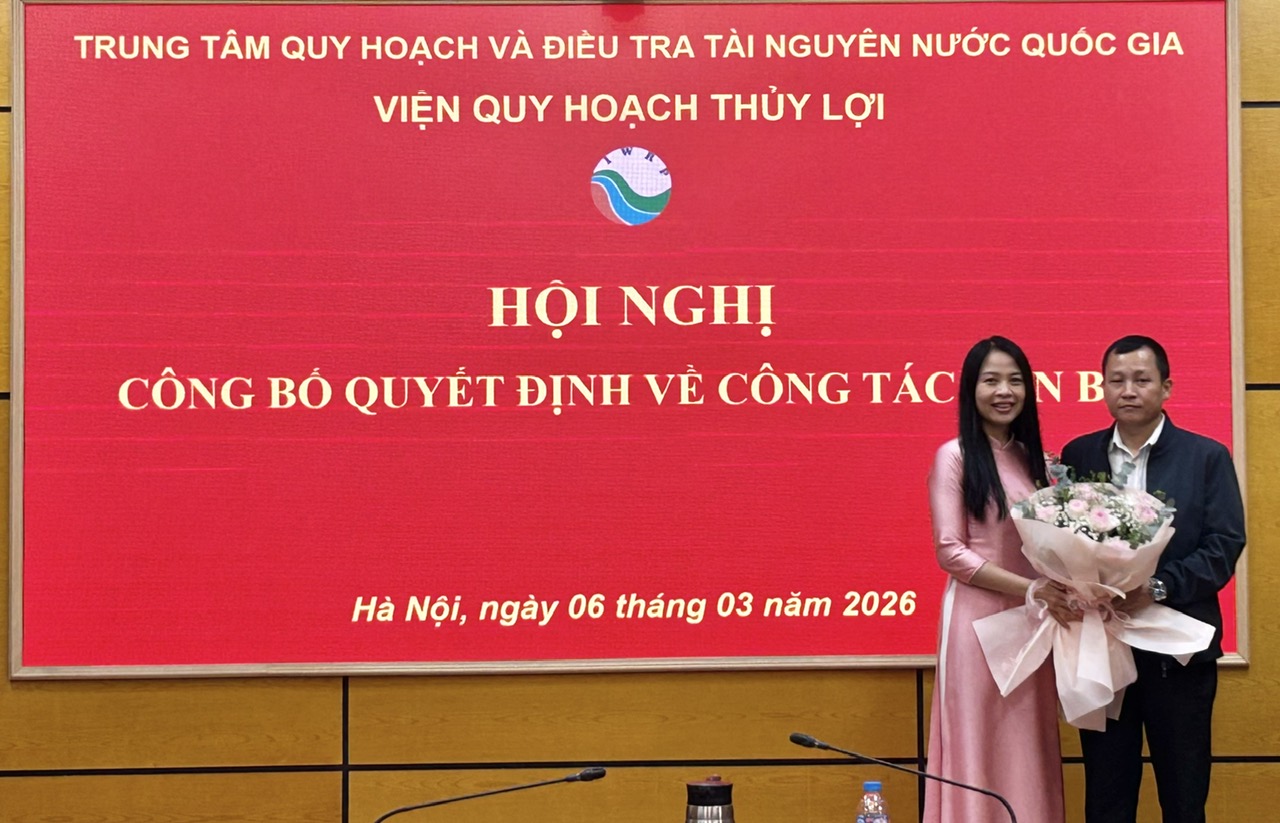 TRUNG TÂM QUY HOẠCH VÀ ĐIỀU TRA TÀI NGUYÊN NƯỚC QUỐC GIA
VIỆN QUY HOẠCH THỦY LỢI
IWRP
HỘI NGHỊ
CÔNG BỐ QUYẾT ĐỊNH VỀ CÔNG TÁC
Hà Nội, ngày 06 tháng 03 năm 2026